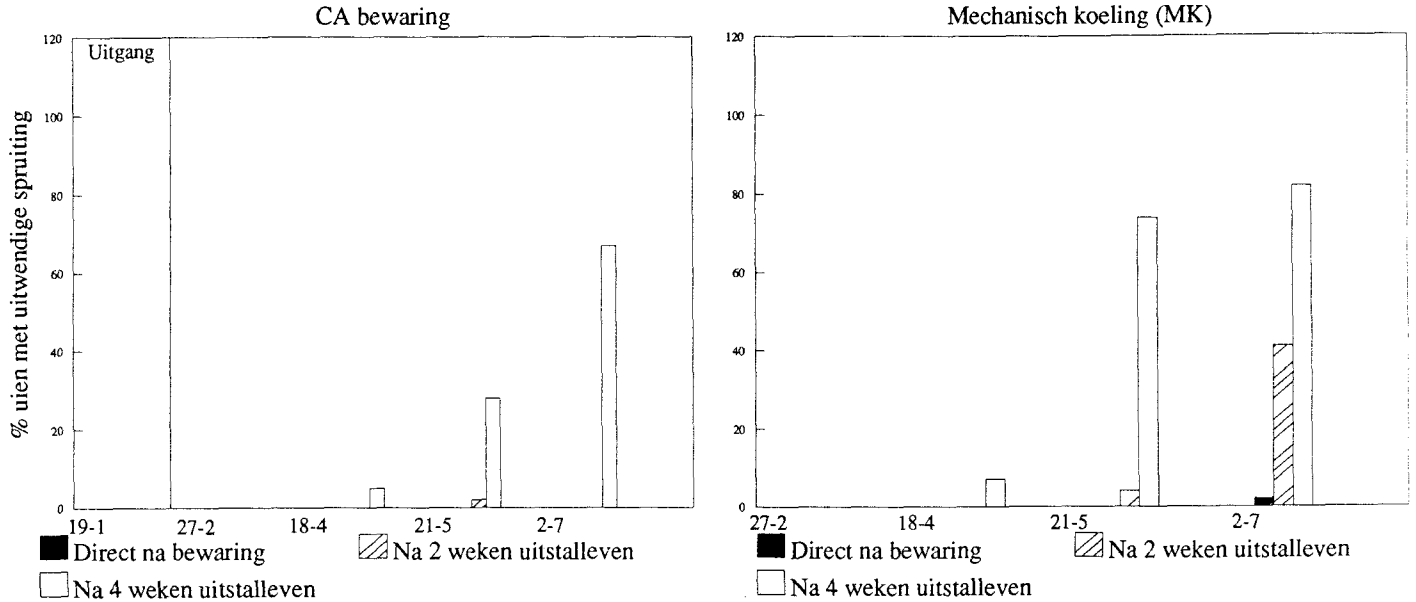 CA bewaring
Uitgang
120
100
80
60
40
20
0
% uien met uitwendige spruiting
19-1 27-2 18-4 21-5 2-7
Direct na bewaring Na 2 weken uitstalleven
Na 4 weken uitstalleven
Mechanisch koeling (MK)
120
100
80
60
40
20
0
27-2 18-4 21-5 2-7
Direct na bewaring Na 2 weken uitstalleven
Na 4 weken uitstalleven